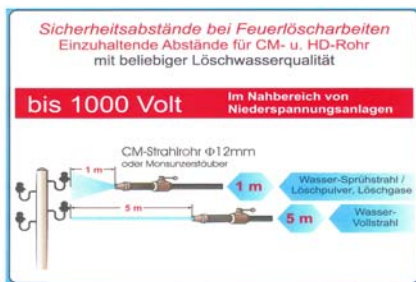 Sicherheitsabstände bei Feuerlöscharbeiten
Einzuhaltende Abstände für CM- u. HD-Rohr
mit beliebiger Löschwasserqualität
bis 1000 Volt
Im Nahbereich von
Niederspannungsanlagen
CM-Strahlrohr Φ12mm
oder Monsunzerstäuber
1 m
1 m
Wasser-Sprühstrahl /
Löschpulver, Löschgase
5 m
5 m
Wasser-
Vollstrahl